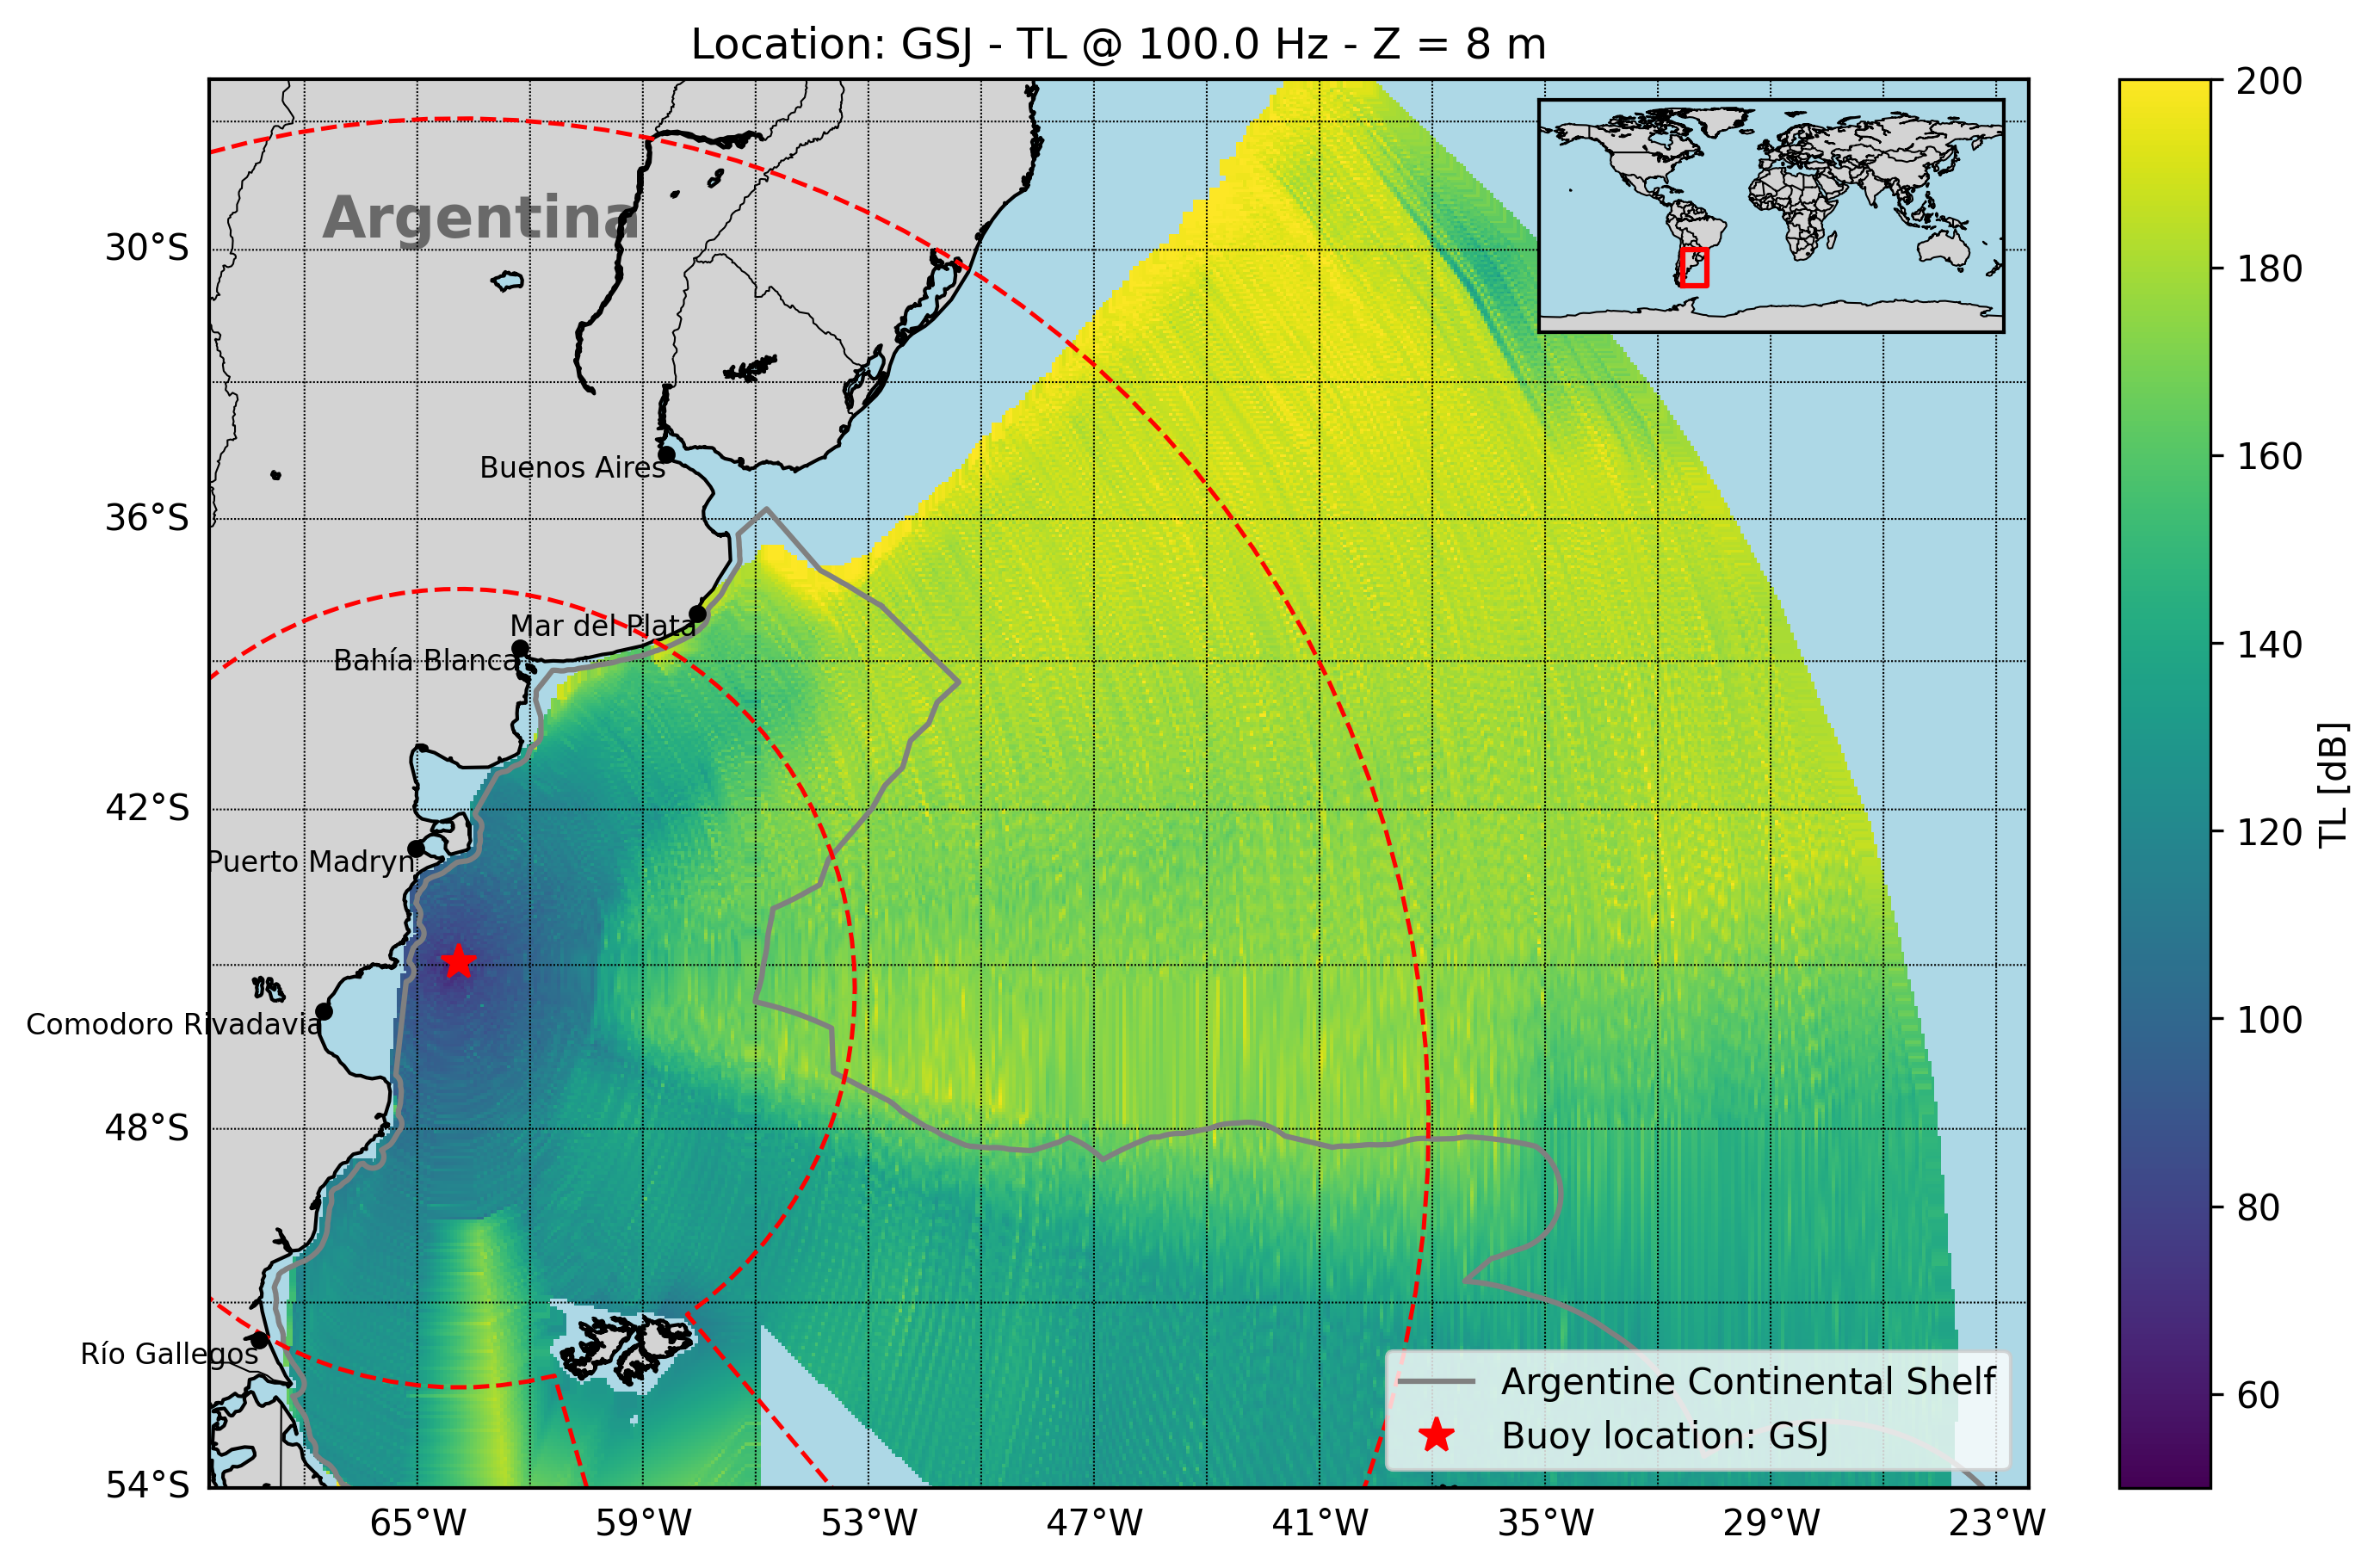 Location: GSJ - TL @ 100.0 Hz - Z = 8 m
Argentina
30°S
Buenos Aires
36°S
Mar del Plata
Bahía Blanca
42°S
Puerto Madryn
Comodoro Rivadavia
48°S
Río Gallegos
54°S
65°W
59°W
53°W
47°W
41°W
35°W
29°W
23°W
Argentine Continental Shelf
Buoy location: GSJ
200
180
160
140
120
100
80
60
TL [dB]